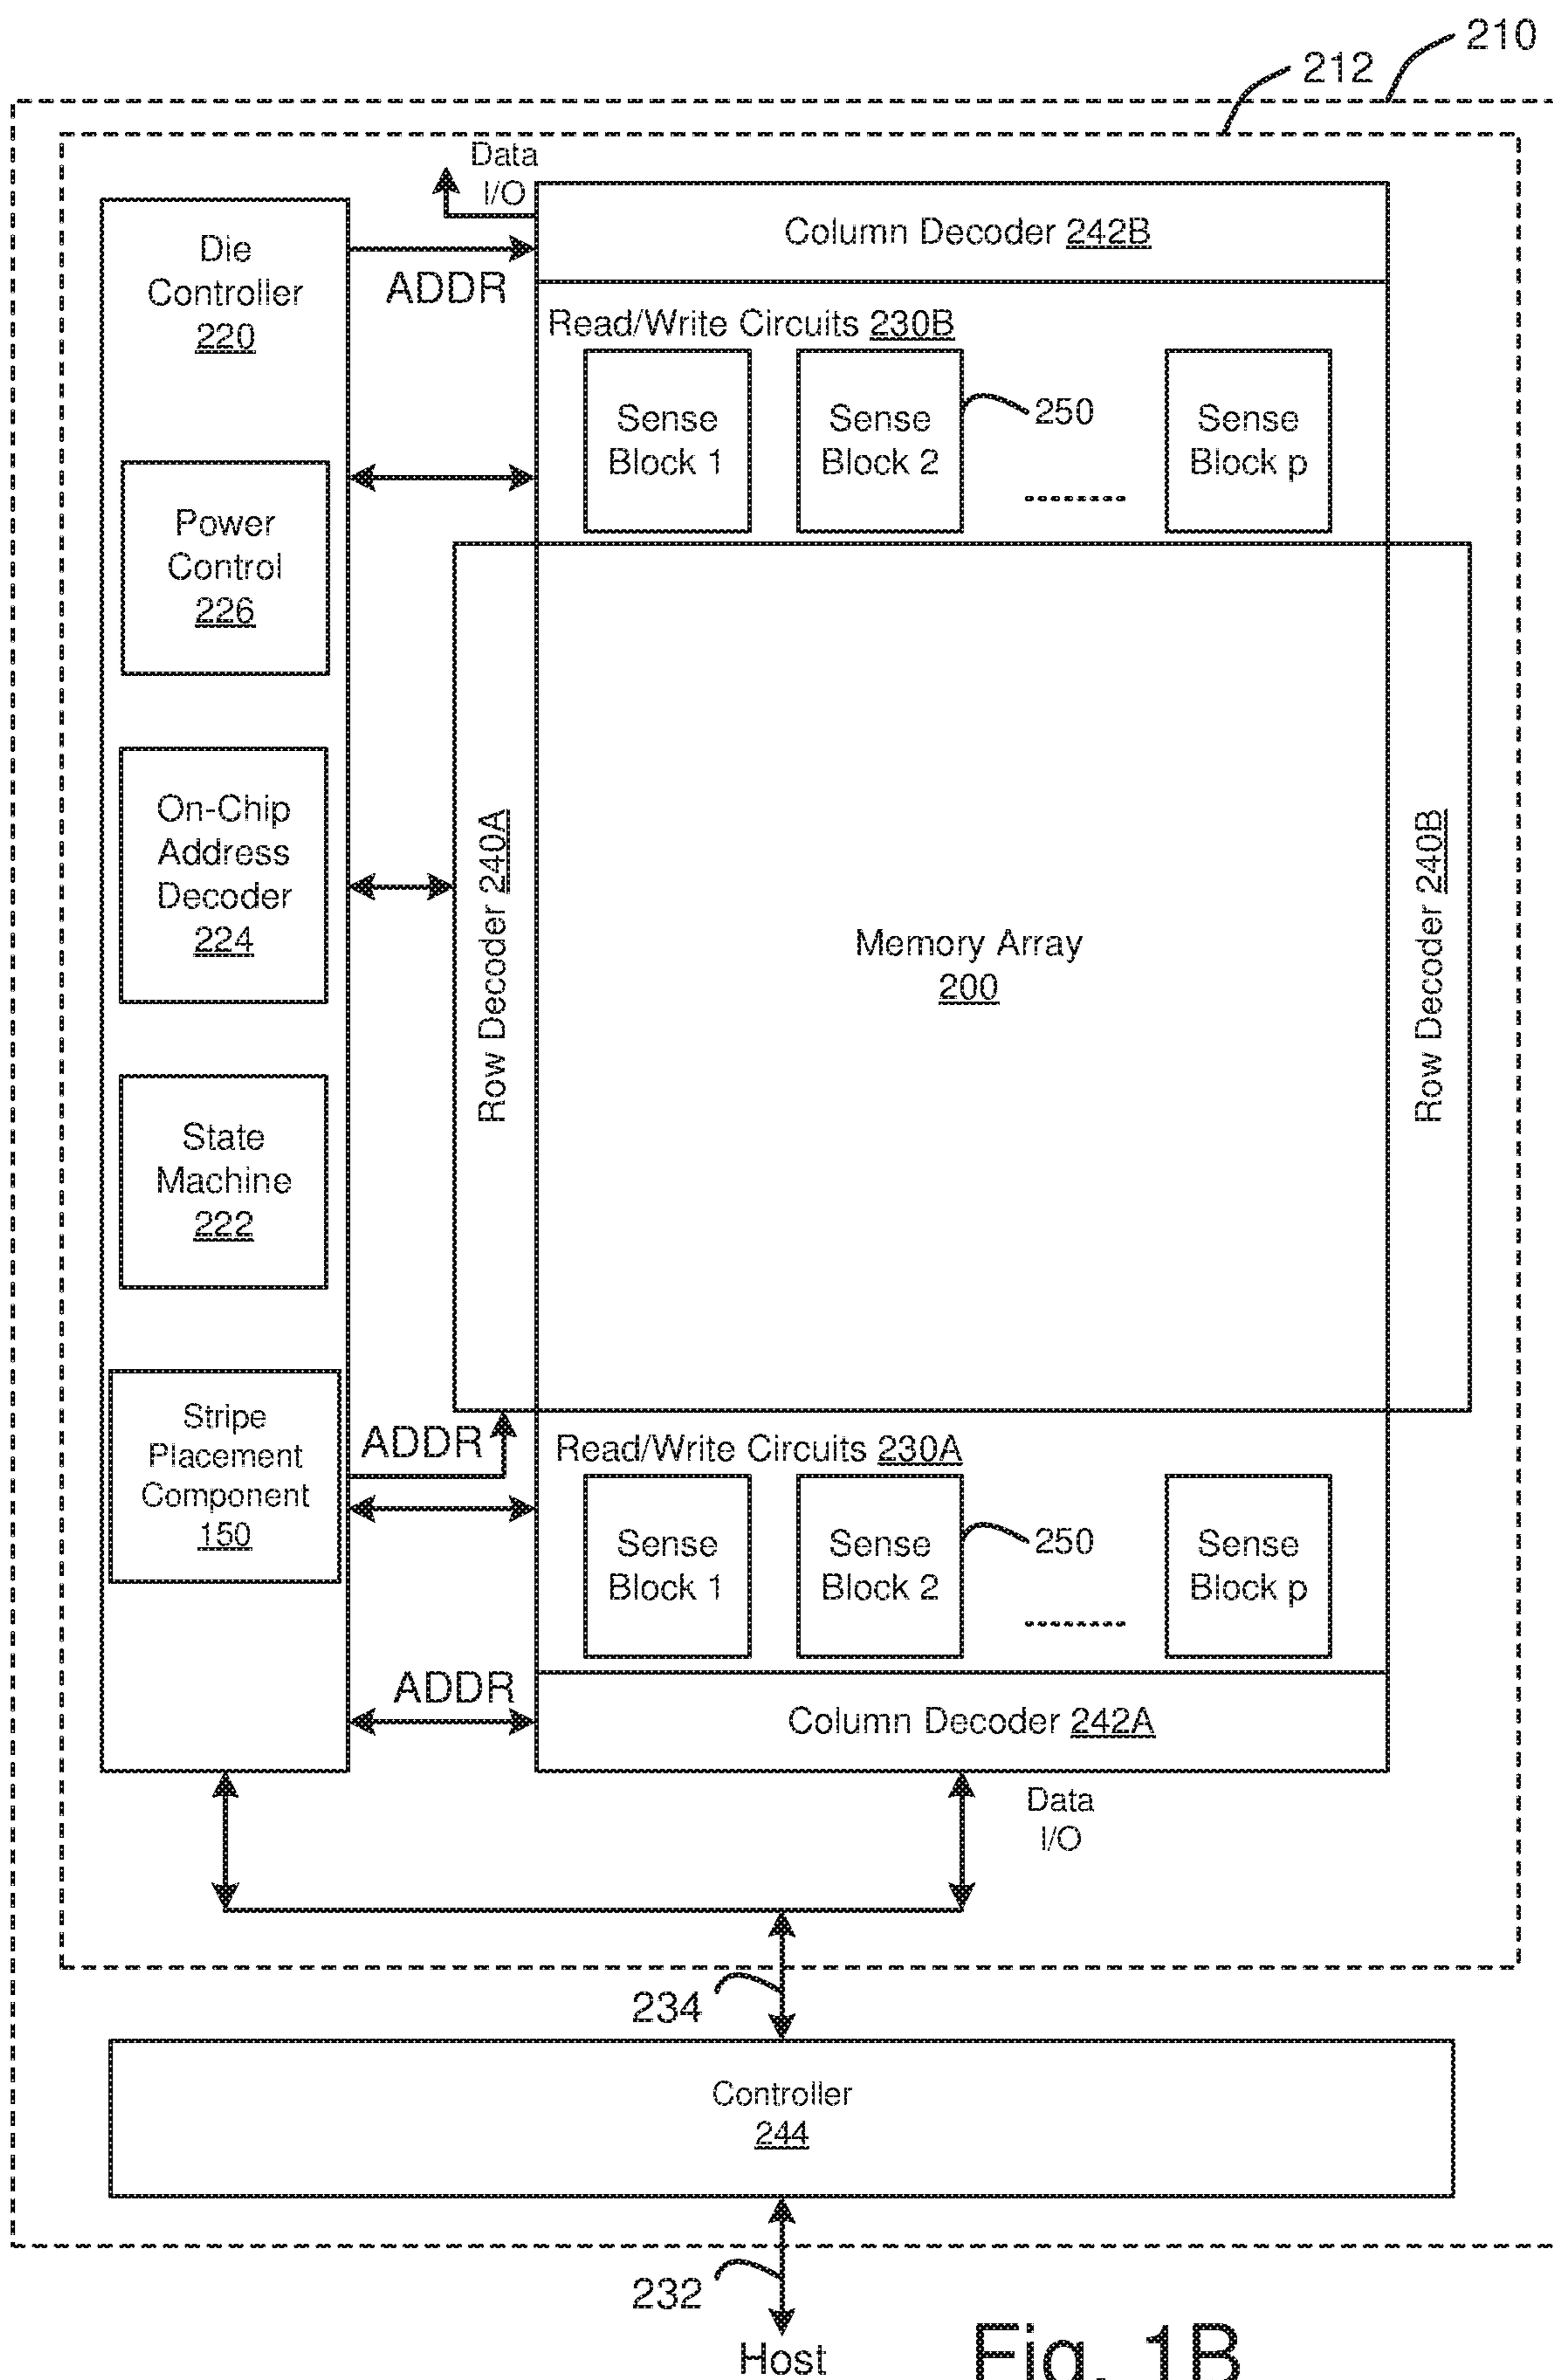 210
212
Data
I/O
Column Decoder 242B
Die
Controller
220
ADDR
Read/Write Circuits 230B
Sense
Block 1
Sense
Block 2
250
........
Sense
Block p
Power
Control
226
On-Chip
Address
Decoder
224
Row Decoder 240A
Memory Array
200
Row Decoder 240B
State
Machine
222
Stripe
Placement
Component
150
ADDR
Read/Write Circuits 230A
Sense
Block 1
Sense
Block 2
250
........
Sense
Block p
ADDR
Column Decoder 242A
Data
I/O
234
Controller
244
232
Host
Fig. 1B